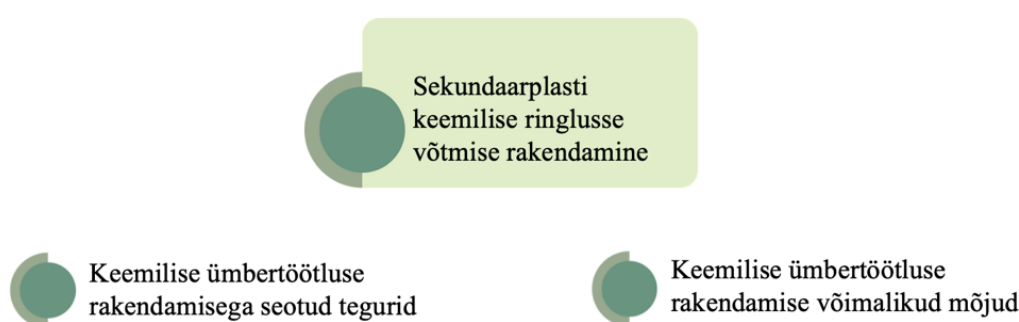 Sekundaarplasti
keemilise ringlusse
võtmise rakendamine
Keemilise ümbertöötluse
rakendamisega seotud tegurid
Keemilise ümbertöötluse
rakendamise võimalikud mõjud